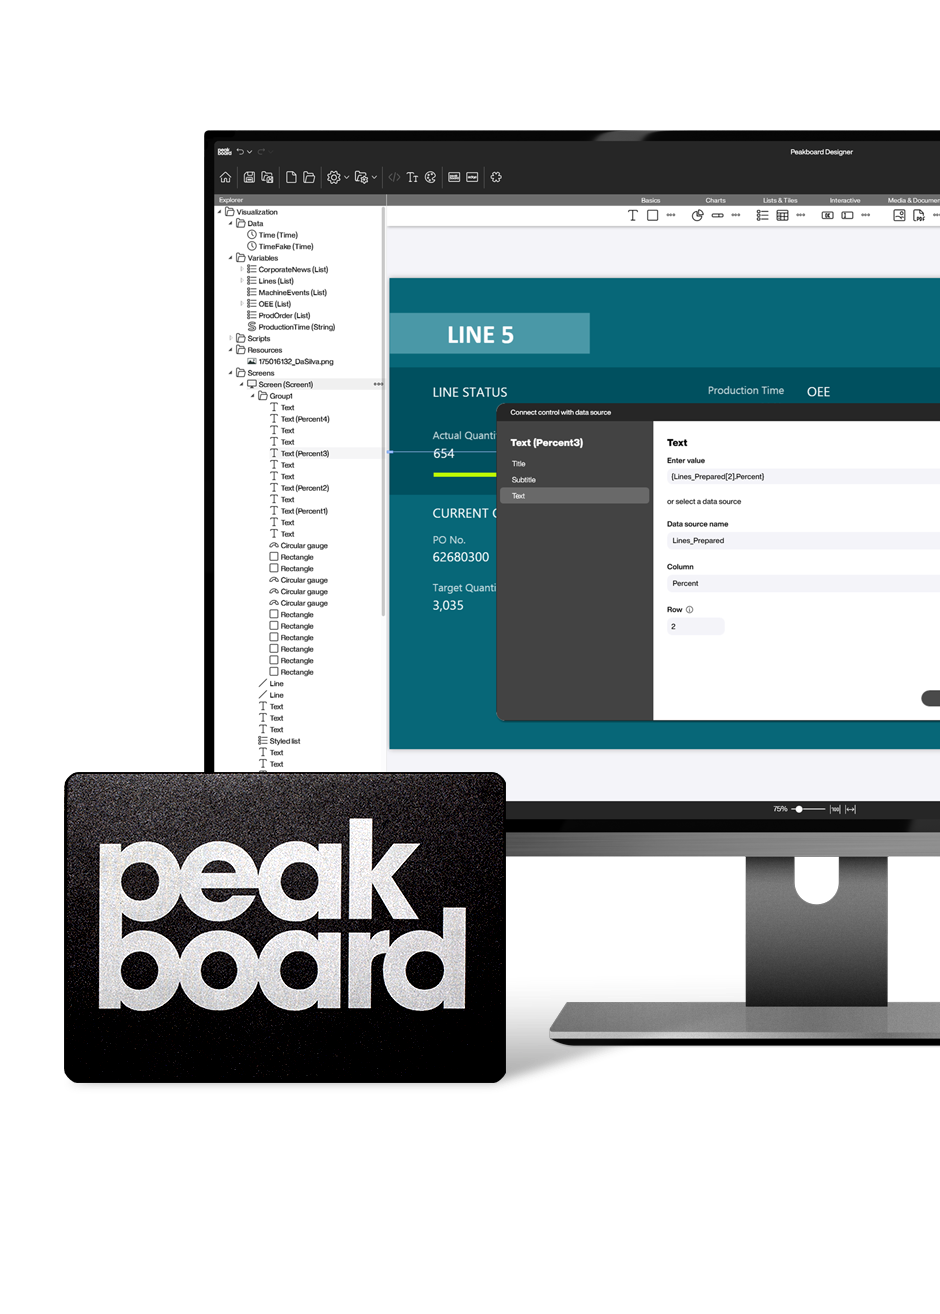 peak
board
Peakboard Designer
Explorer
Basics
Charts
Lists & Tiles
Interactive
Media & Documen
Visualization
Data
Time (Time)
TimeFake (Time)
Variables
CorporateNews (List)
Lines (List)
MachineEvents (List)
OEE (List)
ProdOrder (List)
ProductionTime (String)
Scripts
Resources
175016132_DaSilva.png
Screens
Screen (Screen1)
Group1
Text
Text (Percent4)
Text
Text
Text (Percent3)
Text
Text
Text (Percent2)
Text
Text (Percent1)
Text
Text
Circular gauge
Rectangle
Rectangle
Circular gauge
Circular gauge
Circular gauge
Rectangle
Rectangle
Rectangle
Rectangle
Rectangle
Rectangle
Line
Line
Text
Text
Text
Styled list
Text
Text
LINE 5
LINE STATUS
Production Time
OEE
Actual Quanti
654
CURRENT
PO No.
62680300
Target Quanti
3,035
Connect control with data source
Text (Percent3)
Title
Subtitle
Text
Text
Enter value
{Lines_Prepared[2].Percent}
or select a data source
Data source name
Lines_Prepared
Column
Percent
Row
2
75%
100
peak
board